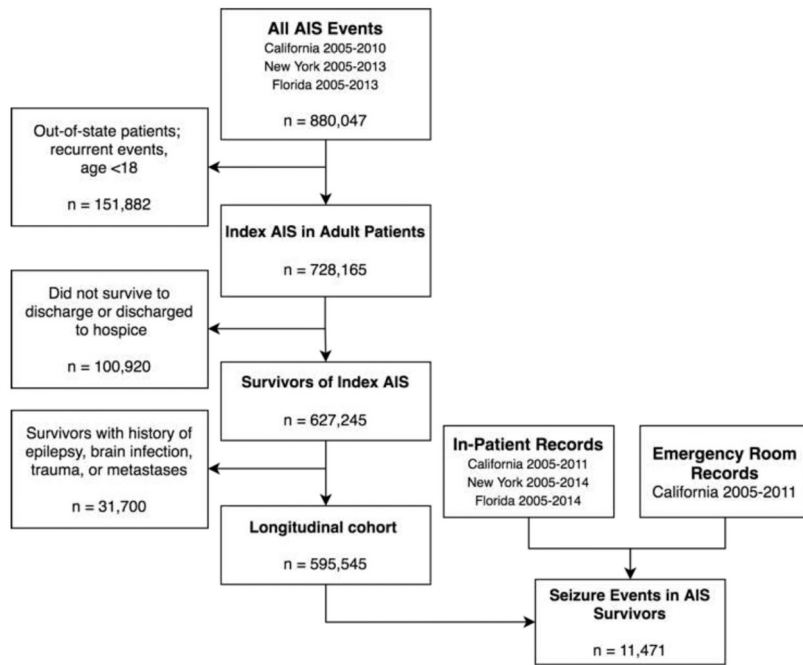 All AIS Events
California 2005-2010
New York 2005-2013
Florida 2005-2013
n = 880,047
Out-of-state patients;
recurrent events,
age <18
n = 151,882
Index AIS in Adult Patients
n = 728,165
Did not survive to
discharge or discharged
to hospice
n = 100,920
Survivors of Index AIS
n = 627,245
Survivors with history of
epilepsy, brain infection,
trauma, or metastases
n = 31,700
Longitudinal cohort
n = 595,545
In-Patient Records
California 2005-2011
New York 2005-2014
Florida 2005-2014
Emergency Room
Records
California 2005-2011
Seizure Events in AIS
Survivors
n = 11,471